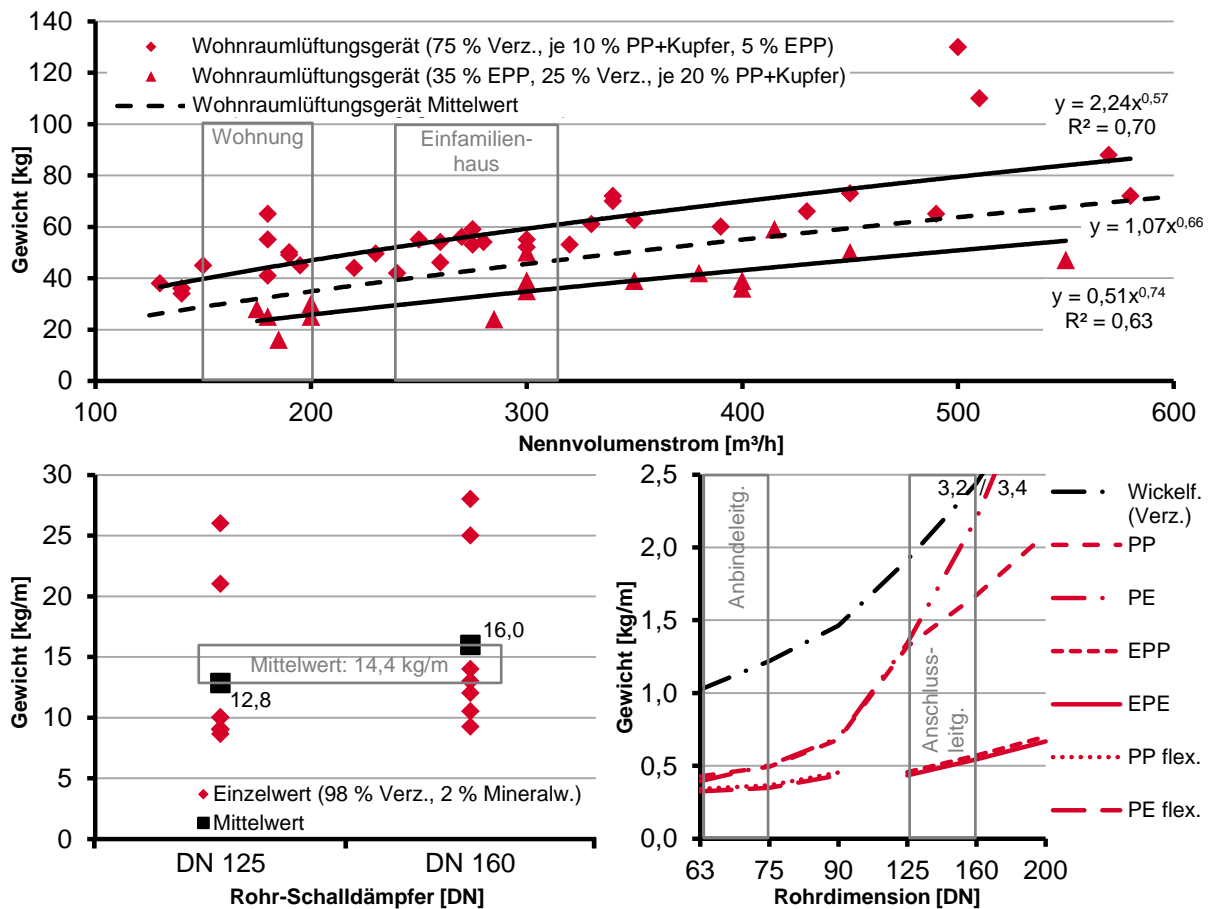 140
120
100
80
60
40
20
0
Gewicht [kg]
Wohnraumlüftungsgerät (75 % Verz., je 10 % PP+Kupfer, 5 % EPP)
Wohnraumlüftungsgerät (35 % EPP, 25 % Verz., je 20 % PP+Kupfer)
Wohnraumlüftungsgerät Mittelwert
Wohnung
Einfamilien-
haus
y = 2,24x^0,57
R² = 0,70
y = 1,07x^0,66
y = 0,51x^0,74
R² = 0,63
100 200 300 400 500 600
Nennvolumenstrom [m³/h]
30
25
20
15
10
5
0
Gewicht [kg/m]
16,0
Mittelwert: 14,4 kg/m
12,8
Einzelwert (98 % Verz., 2 % Mineralw.)
Mittelwert
DN 125 DN 160
Rohr-Schalldämpfer [DN]
2,5
2,0
1,5
1,0
0,5
0,0
Gewicht [kg/m]
Anbindeleitg.
Anschluss-
leitg.
3,2 / 3,4
63 75 90 125 160 200
Rohrdimension [DN]
Wickelf.
(Verz.)
PP
PE
EPP
EPE
PP flex.
PE flex.